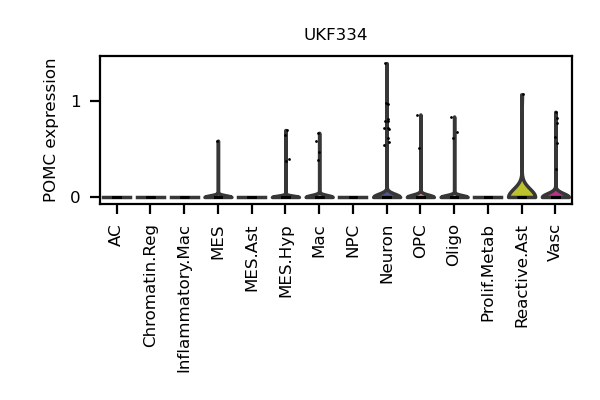 UKF334
POMC expression
1
0
AC
Chromatin.Reg
Inflammatory.Mac
MES
MES.Ast
MES.Hyp
Mac
NPC
Neuron
OPC
Oligo
Prolif.Metab
Reactive.Ast
Vasc